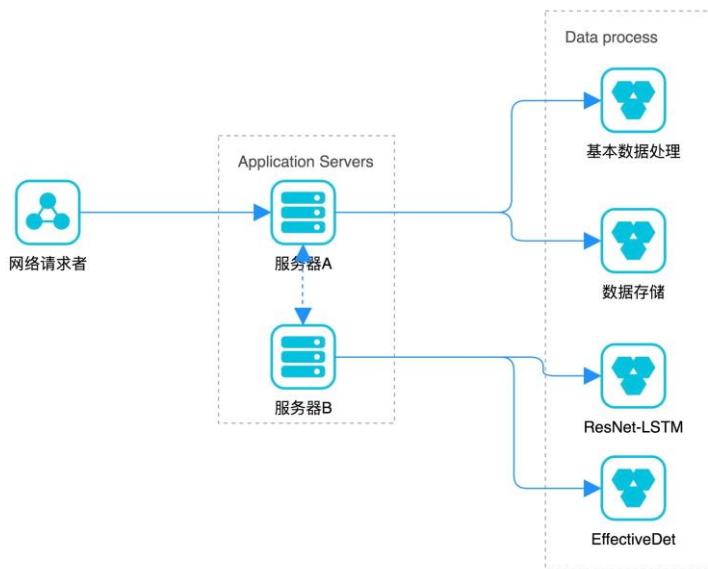 Data process
基本数据处理
Application Servers
网络请求者
服务器A
数据存储
服务器B
ResNet-LSTM
EffectiveDet